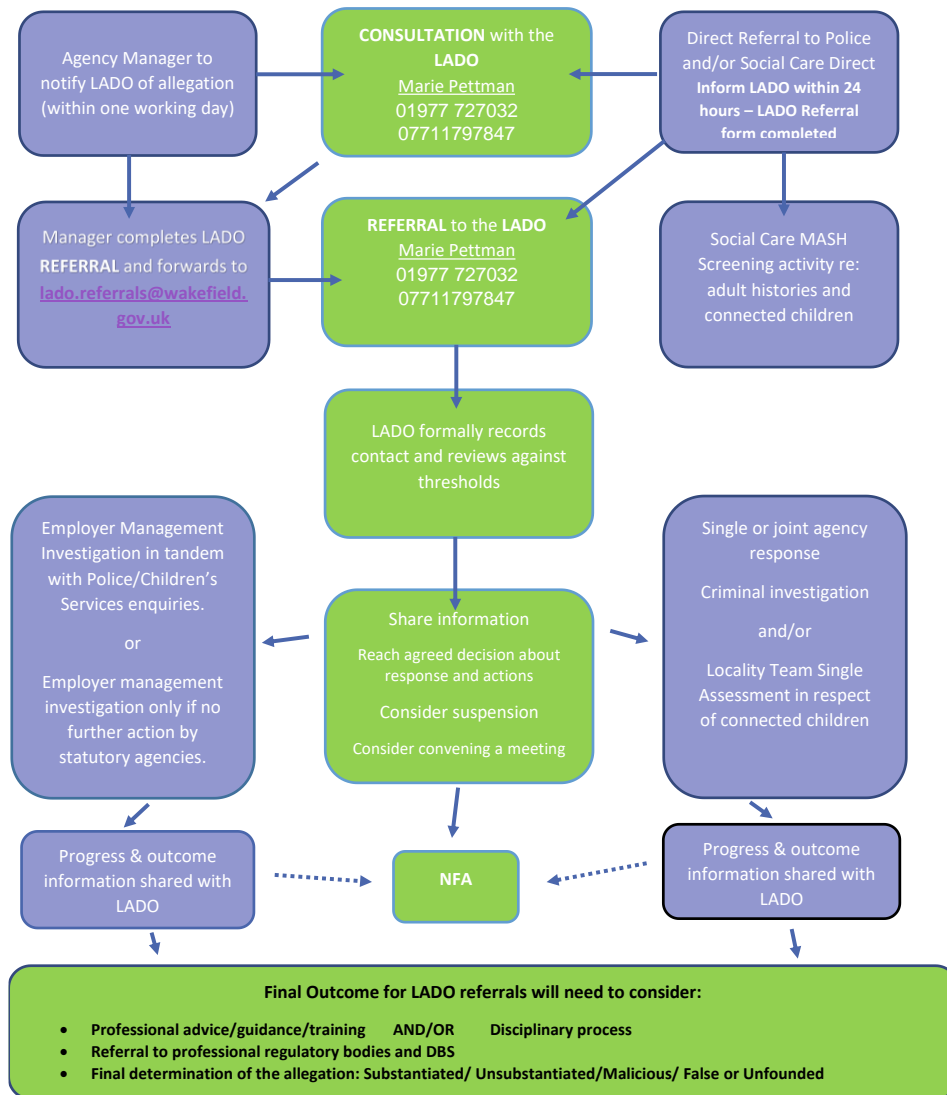 Agency Manager to
notify LADO of allegation
(within one working day)
CONSULTATION with the
LADO
Marie Pettman
01977 727032
07711797847
Direct Referral to Police
and/or Social Care Direct
Inform LADO within 24
hours – LADO Referral
form completed
Manager completes LADO
REFERRAL and forwards to
lado.referrals@wakefield.
gov.uk
REFERRAL to the LADO
Marie Pettman
01977 727032
07711797847
Social Care MASH
Screening activity re:
adult histories and
connected children
LADO formally records
contact and reviews against
thresholds
Employer Management
Investigation in tandem
with Police/Children’s
Services enquiries.
or
Employer management
investigation only if no
further action by
statutory agencies.
Share information
Reach agreed decision about
response and actions
Consider suspension
Consider convening a meeting
Single or joint agency
response
Criminal investigation
and/or
Locality Team Single
Assessment in respect
of connected children
Progress & outcome
information shared with
LADO
NFA
Progress & outcome
information shared with
LADO
Final Outcome for LADO referrals will need to consider:
• Professional advice/guidance/training AND/OR Disciplinary process
• Referral to professional regulatory bodies and DBS
• Final determination of the allegation: Substantiated/ Unsubstantiated/Malicious/ False or Unfounded